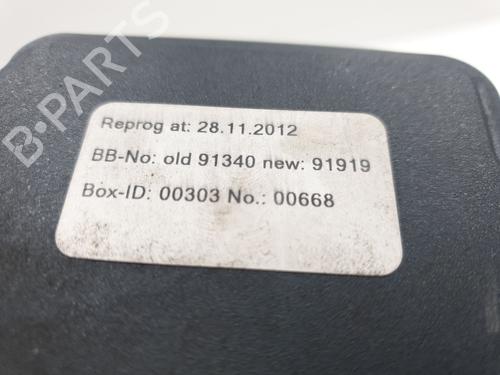 Reprog at: 28.11.2012
BB-No: old 91340 new: 91919
Box-ID: 00303 No.: 00668
B-PARTS